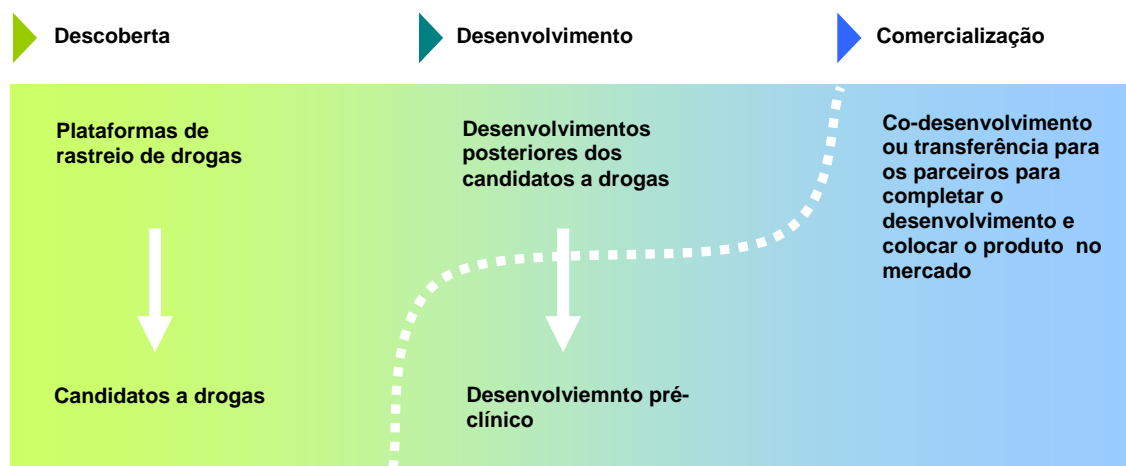 Descoberta
Desenvolvimento
Comercialização
Plataformas de
rastreio de drogas
Candidatos a drogas
Desenvolvimentos
posteriores dos
candidatos a drogas
Desenvolviemnto pré-
clínico
Co-desenvolvimento
ou transferência para
os parceiros para
completar o
desenvolvimento e
colocar o produto  no
mercado